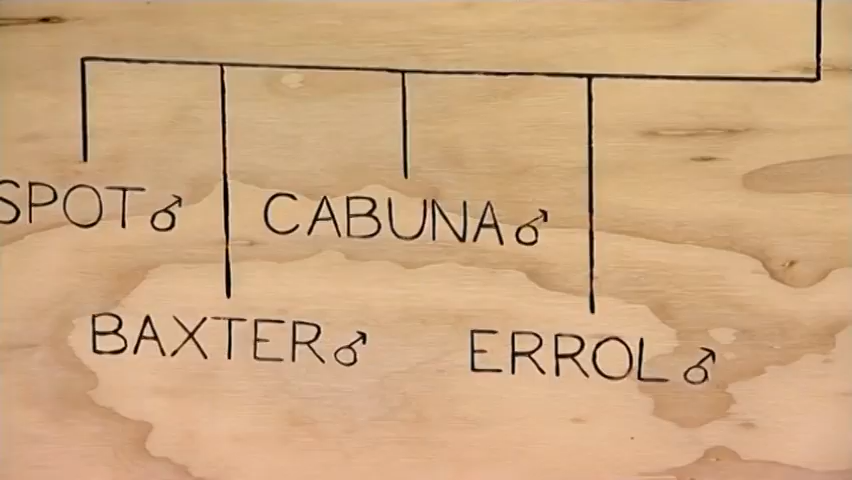 SPOT♂ CABUNA♂
BAXTER♂ ERROL♂